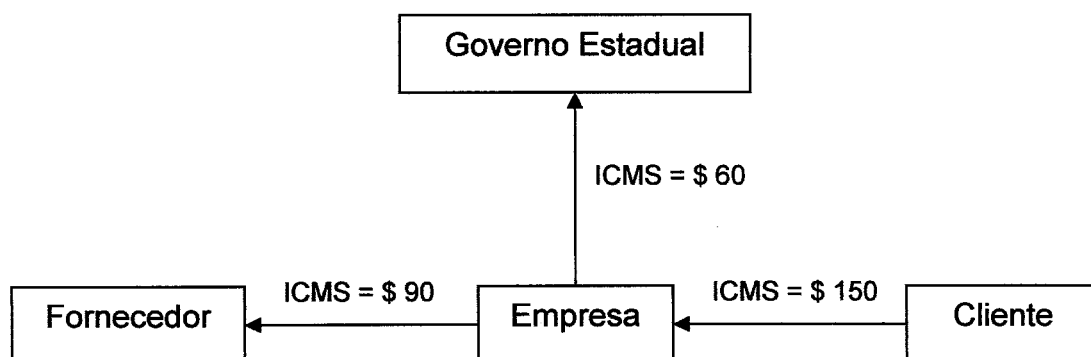 Governo Estadual
ICMS = $ 60
ICMS = $ 90
ICMS = $ 150
Fornecedor
Empresa
Cliente